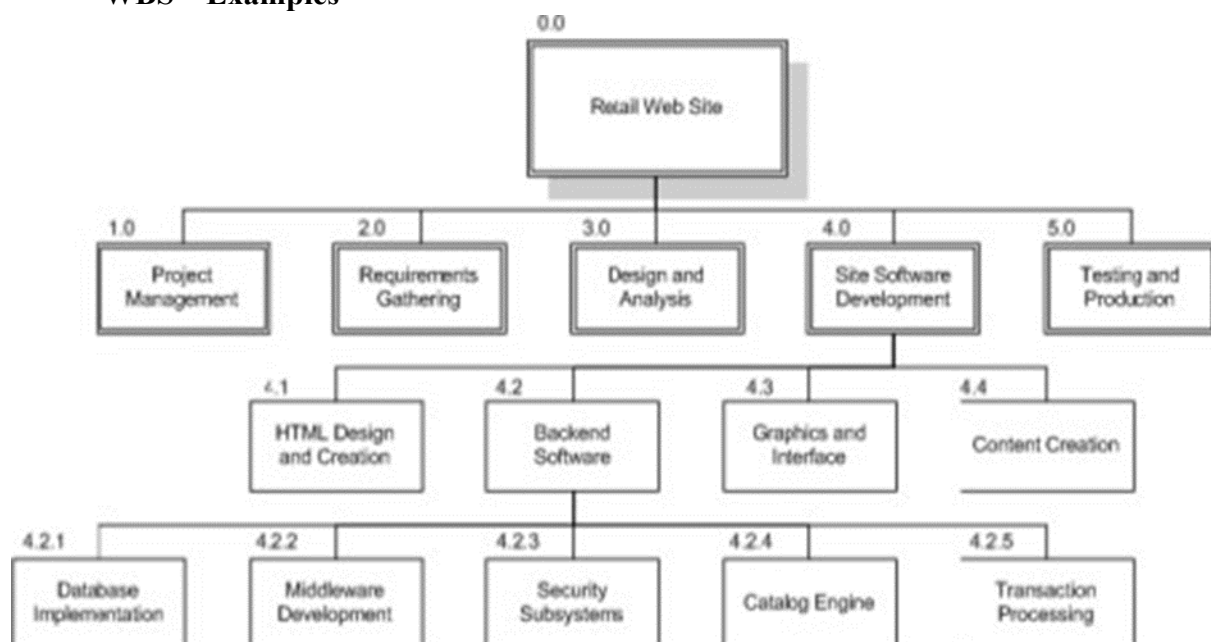 WBS – Examples
0.0
Retail Web Site
1.0
Project
Management
2.0
Requirements
Gathering
3.0
Design and
Analysis
4.0
Site Software
Development
5.0
Testing and
Production
4.1
HTML Design
and Creation
4.2
Backend
Software
4.3
Graphics and
Interface
4.4
Content Creation
4.2.1
Database
Implementation
4.2.2
Middleware
Development
4.2.3
Security
Subsystems
4.2.4
Catalog Engine
4.2.5
Transaction
Processing